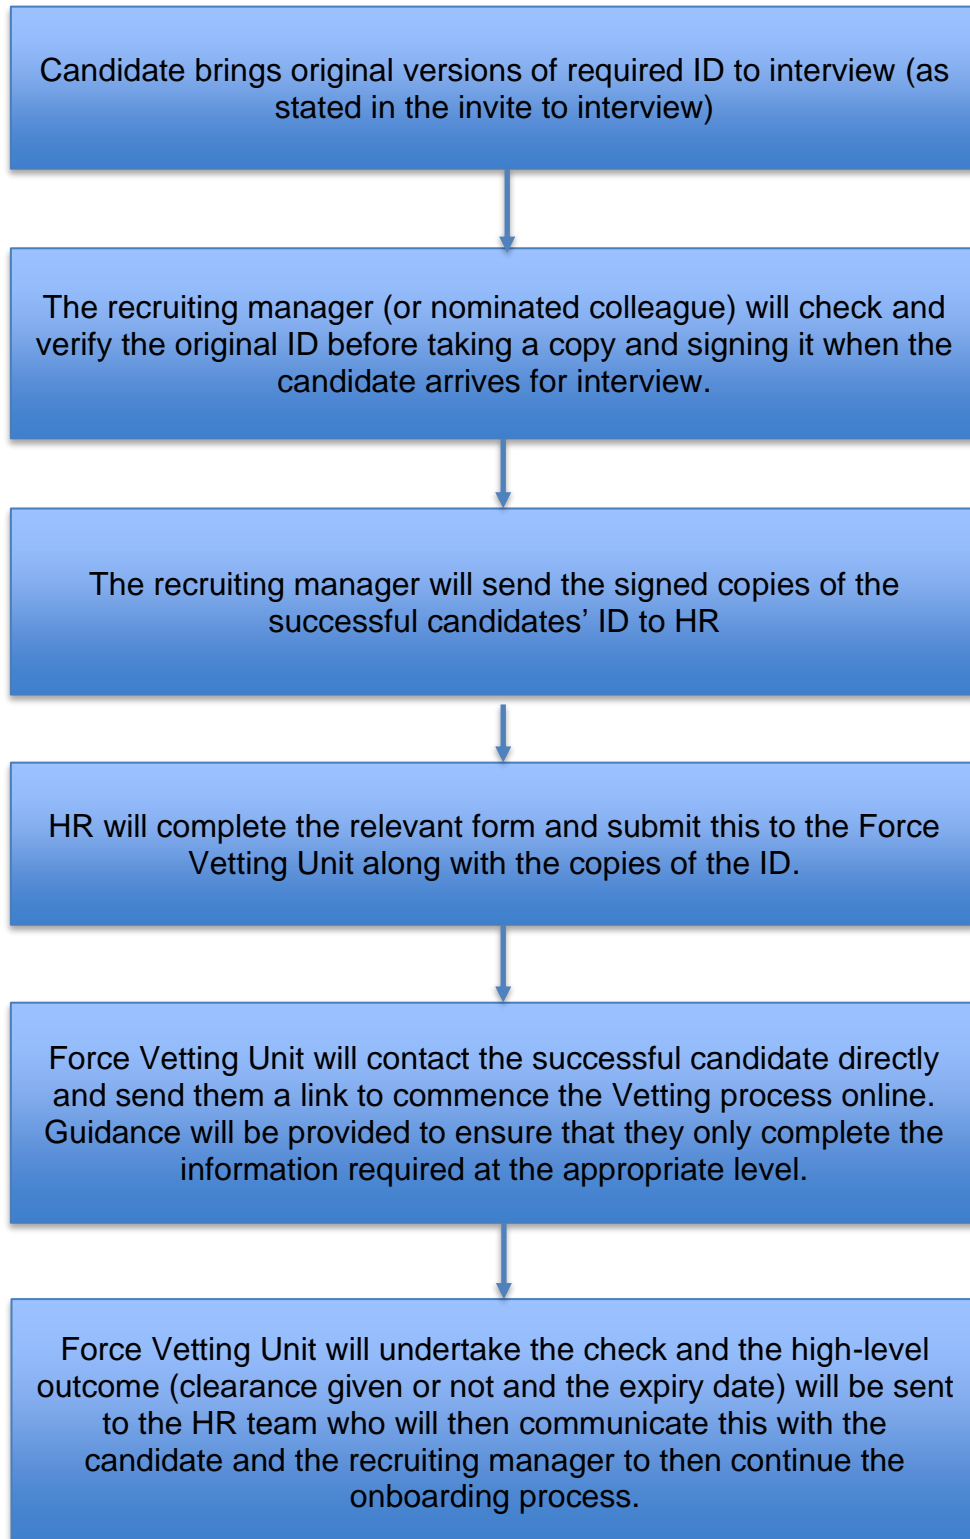 Candidate brings original versions of required ID to interview (as
stated in the invite to interview)
The recruiting manager (or nominated colleague) will check and
verify the original ID before taking a copy and signing it when the
candidate arrives for interview.
The recruiting manager will send the signed copies of the
successful candidates’ ID to HR
HR will complete the relevant form and submit this to the Force
Vetting Unit along with the copies of the ID.
Force Vetting Unit will contact the successful candidate directly
and send them a link to commence the Vetting process online.
Guidance will be provided to ensure that they only complete the
information required at the appropriate level.
Force Vetting Unit will undertake the check and the high-level
outcome (clearance given or not and the expiry date) will be sent
to the HR team who will then communicate this with the
candidate and the recruiting manager to then continue the
onboarding process.